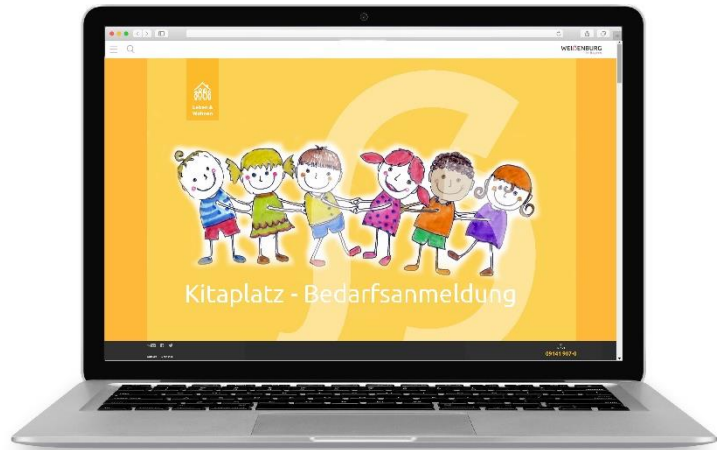 WEIẞENBURG
Leben &
Wohnen
Kitaplatz - Bedarfsanmeldung
09141 907-0